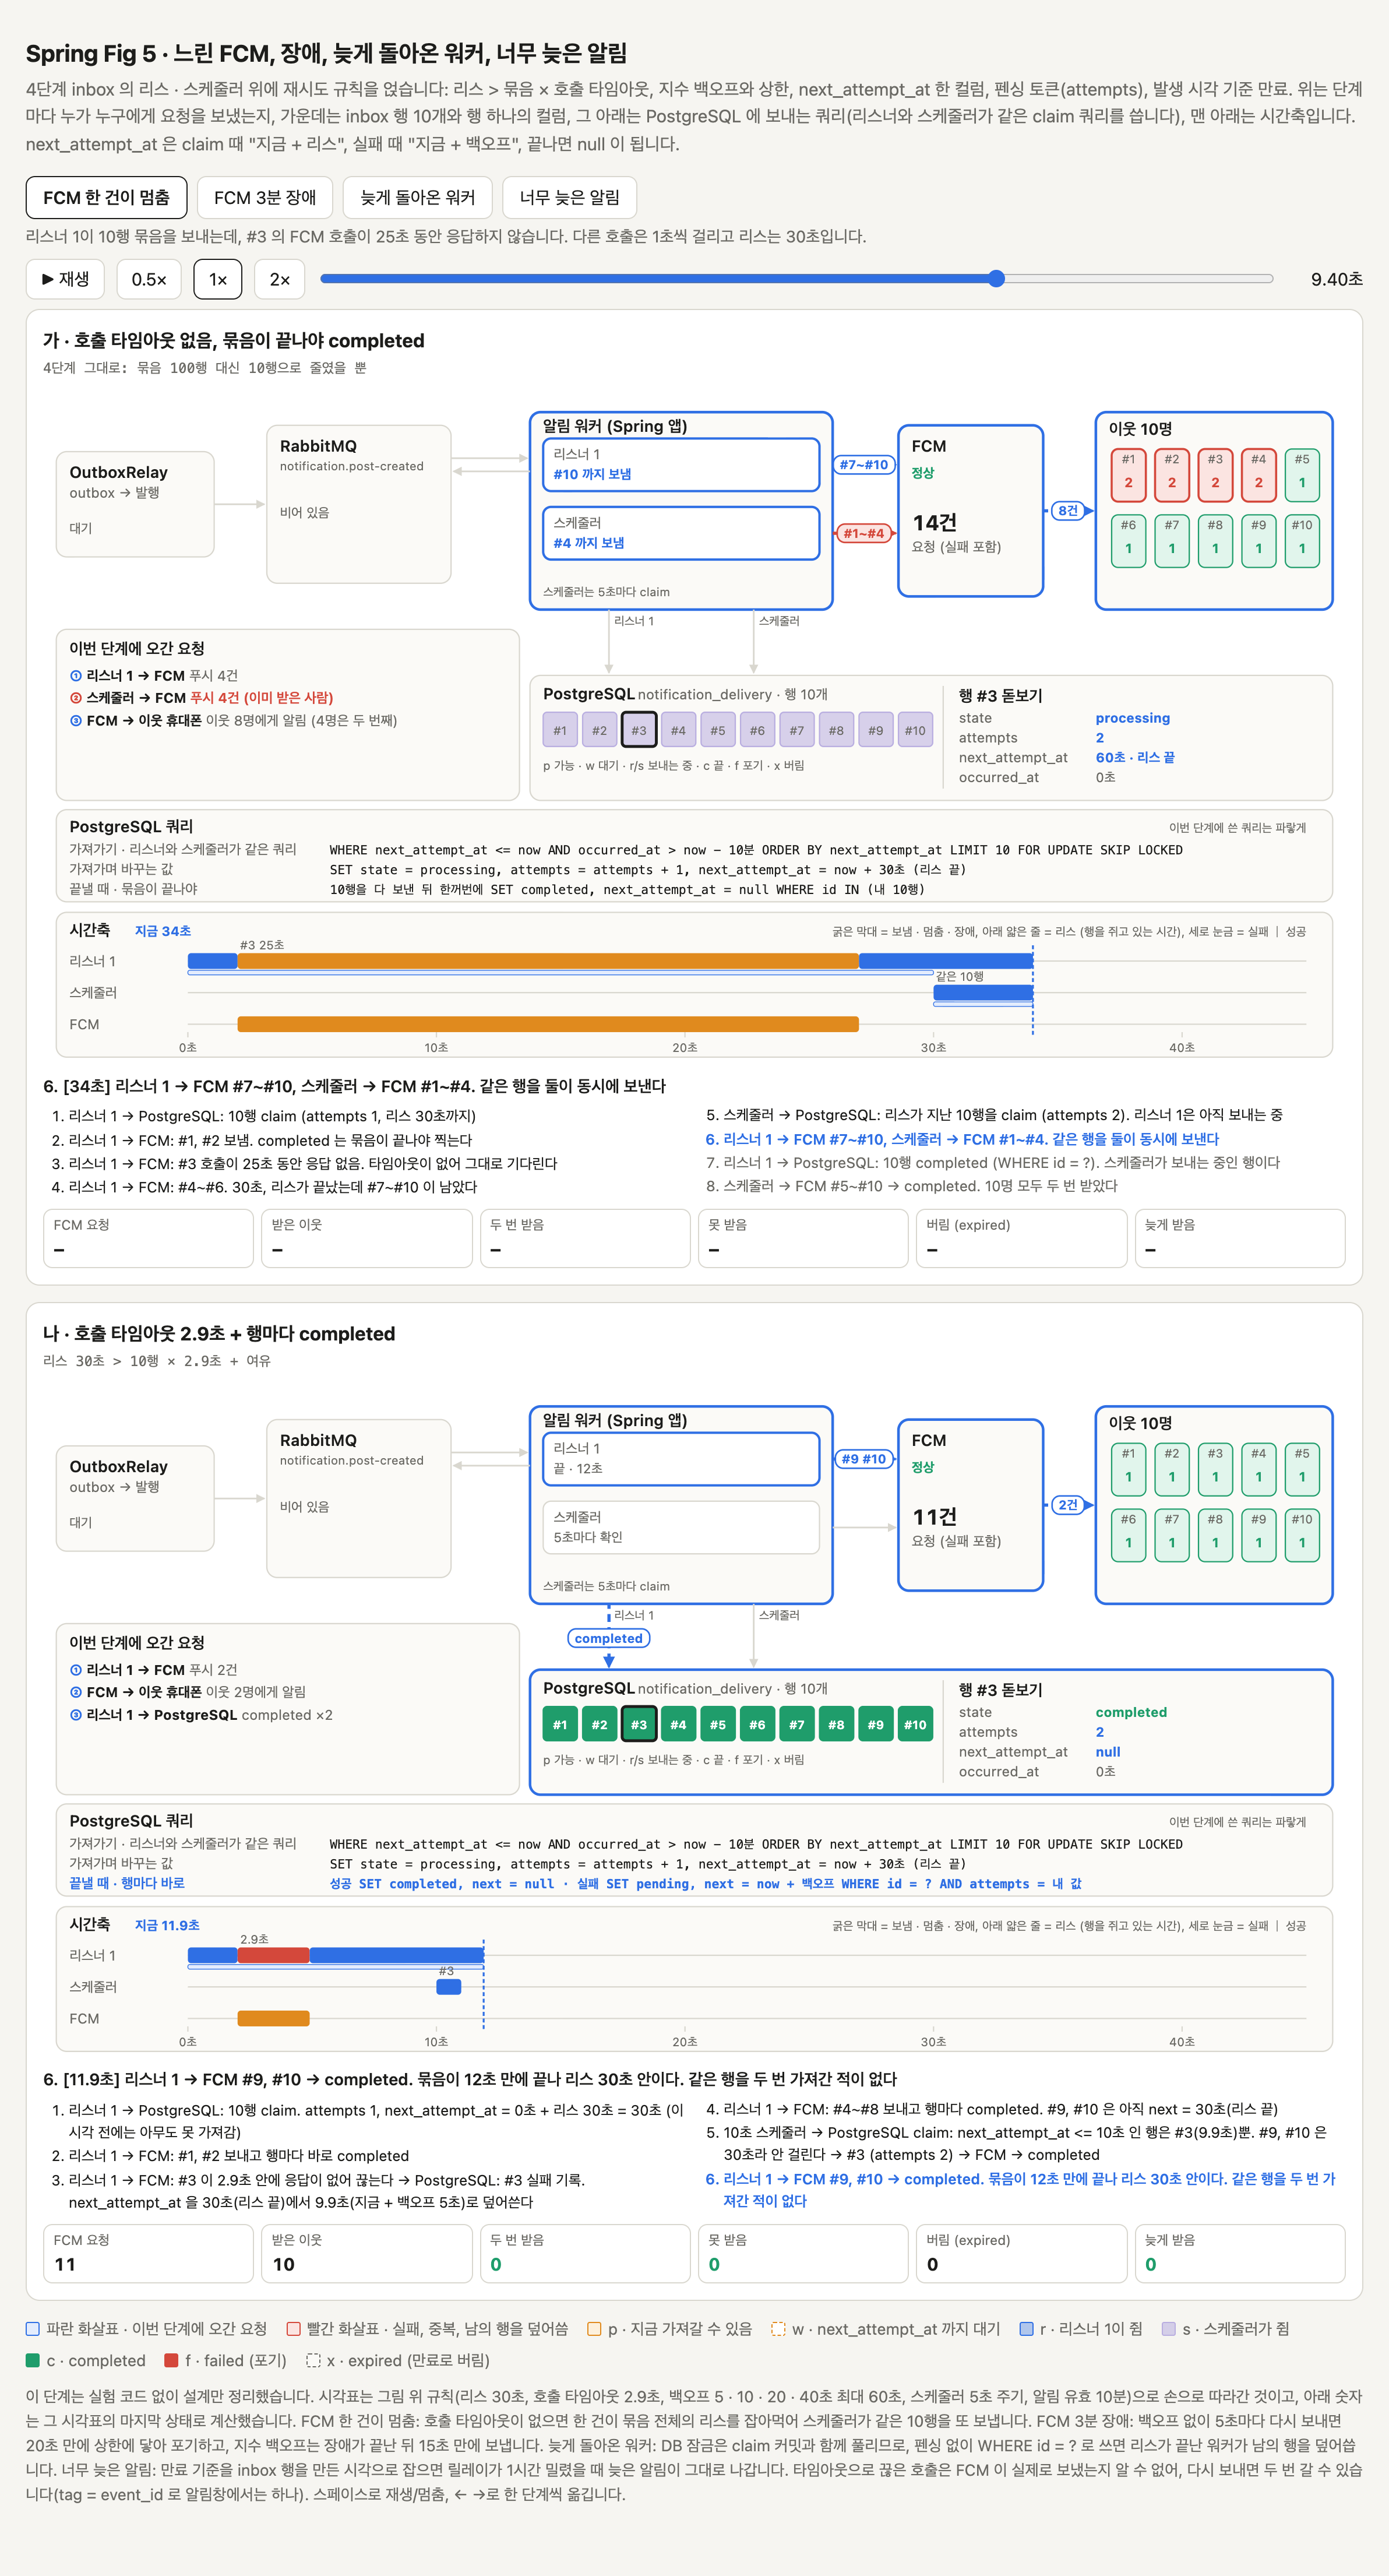 Spring Fig 5 · 느린 FCM, 장애, 늦게 돌아온 워커, 너무 늦은 알림
4단계 inbox 의 리스 · 스케줄러 위에 재시도 규칙을 얹습니다: 리스 > 묶음 × 호출 타임아웃, 지수 백오프와 상한, next_attempt_at 한 컬럼, 펜싱 토큰(attempts), 발생 시각 기준 만료. 위는 단계
마다 누가 누구에게 요청을 보냈는지, 가운데는 inbox 행 10개와 행 하나의 컬럼, 그 아래는 PostgreSQL 에 보내는 쿼리(리스너와 스케줄러가 같은 claim 쿼리를 씁니다), 맨 아래는 시간축입니다.
next_attempt_at 은 claim 때 "지금 + 리스", 실패 때 "지금 + 백오프", 끝나면 null 이 됩니다.
FCM 한 건이 멈춤
FCM 3분 장애
늦게 돌아온 워커
너무 늦은 알림
리스너 1이 10행 묶음을 보내는데, #3 의 FCM 호출이 25초 동안 응답하지 않습니다. 다른 호출은 1초씩 걸리고 리스는 30초입니다.
▶ 재생
0.5×
1×
2×
9.40초
가 · 호출 타임아웃 없음, 묶음이 끝나야 completed
4단계 그대로: 묶음 100행 대신 10행으로 줄였을 뿐
OutboxRelay
outbox → 발행
대기
RabbitMQ
notification.post-created
비어 있음
알림 워커 (Spring 앱)
리스너 1
#10 까지 보냄
스케줄러
#4 까지 보냄
스케줄러는 5초마다 claim
#7~#10
#1~#4
FCM
정상
14건
요청 (실패 포함)
8건
이웃 10명
#1 #2 #3 #4 #5
2 2 2 2 1
#6 #7 #8 #9 #10
1 1 1 1 1
리스너 1
스케줄러
이번 단계에 오간 요청
① 리스너 1 → FCM 푸시 4건
② 스케줄러 → FCM 푸시 4건 (이미 받은 사람)
③ FCM → 이웃 휴대폰 이웃 8명에게 알림 (4명은 두 번째)
PostgreSQL notification_delivery · 행 10개
#1 #2 #3 #4 #5 #6 #7 #8 #9 #10
p 가능 · w 대기 · r/s 보내는 중 · c 끝 · f 포기 · x 버림
행 #3 돋보기
state processing
attempts 2
next_attempt_at 60초 · 리스 끝
occurred_at 0초
PostgreSQL 쿼리
이번 단계에 쓴 쿼리는 파랗게
가져가기 · 리스너와 스케줄러가 같은 쿼리 WHERE next_attempt_at <= now AND occurred_at > now − 10분 ORDER BY next_attempt_at LIMIT 10 FOR UPDATE SKIP LOCKED
가져가며 바꾸는 값 SET state = processing, attempts = attempts + 1, next_attempt_at = now + 30초 (리스 끝)
끝낼 때 · 묶음이 끝나야 10행을 다 보낸 뒤 한꺼번에 SET completed, next_attempt_at = null WHERE id IN (내 10행)
시간축 지금 34초
굵은 막대 = 보냄 · 멈춤 · 장애, 아래 얇은 줄 = 리스 (행을 쥐고 있는 시간), 세로 눈금 = 실패 | 성공
#3 25초
리스너 1
같은 10행
스케줄러
FCM
0초 10초 20초 30초 40초
6. [34초] 리스너 1 → FCM #7~#10, 스케줄러 → FCM #1~#4. 같은 행을 둘이 동시에 보낸다
1. 리스너 1 → PostgreSQL: 10행 claim (attempts 1, 리스 30초까지)
2. 리스너 1 → FCM: #1, #2 보냄. completed 는 묶음이 끝나야 찍는다
3. 리스너 1 → FCM: #3 호출이 25초 동안 응답 없음. 타임아웃이 없어 그대로 기다린다
4. 리스너 1 → FCM: #4~#6. 30초, 리스가 끝났는데 #7~#10 이 남았다
5. 스케줄러 → PostgreSQL: 리스가 지난 10행을 claim (attempts 2). 리스너 1은 아직 보내는 중
6. 리스너 1 → FCM #7~#10, 스케줄러 → FCM #1~#4. 같은 행을 둘이 동시에 보낸다
7. 리스너 1 → PostgreSQL: 10행 completed (WHERE id = ?). 스케줄러가 보내는 중인 행이다
8. 스케줄러 → FCM #5~#10 → completed. 10명 모두 두 번 받았다
FCM 요청
–
받은 이웃
–
두 번 받음
–
못 받음
–
버림 (expired)
–
늦게 받음
–
나 · 호출 타임아웃 2.9초 + 행마다 completed
리스 30초 > 10행 × 2.9초 + 여유
OutboxRelay
outbox → 발행
대기
RabbitMQ
notification.post-created
비어 있음
알림 워커 (Spring 앱)
리스너 1
끝 · 12초
스케줄러
5초마다 확인
스케줄러는 5초마다 claim
#9 #10
FCM
정상
11건
요청 (실패 포함)
2건
이웃 10명
#1 #2 #3 #4 #5
1 1 1 1 1
#6 #7 #8 #9 #10
1 1 1 1 1
리스너 1
스케줄러
completed
이번 단계에 오간 요청
① 리스너 1 → FCM 푸시 2건
② FCM → 이웃 휴대폰 이웃 2명에게 알림
③ 리스너 1 → PostgreSQL completed ×2
PostgreSQL notification_delivery · 행 10개
#1 #2 #3 #4 #5 #6 #7 #8 #9 #10
p 가능 · w 대기 · r/s 보내는 중 · c 끝 · f 포기 · x 버림
행 #3 돋보기
state completed
attempts 2
next_attempt_at null
occurred_at 0초
PostgreSQL 쿼리
이번 단계에 쓴 쿼리는 파랗게
가져가기 · 리스너와 스케줄러가 같은 쿼리 WHERE next_attempt_at <= now AND occurred_at > now − 10분 ORDER BY next_attempt_at LIMIT 10 FOR UPDATE SKIP LOCKED
가져가며 바꾸는 값 SET state = processing, attempts = attempts + 1, next_attempt_at = now + 30초 (리스 끝)
끝낼 때 · 행마다 바로 성공 SET completed, next = null · 실패 SET pending, next = now + 백오프 WHERE id = ? AND attempts = 내 값
시간축 지금 11.9초
굵은 막대 = 보냄 · 멈춤 · 장애, 아래 얇은 줄 = 리스 (행을 쥐고 있는 시간), 세로 눈금 = 실패 | 성공
2.9초
리스너 1
#3
스케줄러
FCM
0초 10초 20초 30초 40초
6. [11.9초] 리스너 1 → FCM #9, #10 → completed. 묶음이 12초 만에 끝나 리스 30초 안이다. 같은 행을 두 번 가져간 적이 없다
1. 리스너 1 → PostgreSQL: 10행 claim. attempts 1, next_attempt_at = 0초 + 리스 30초 = 30초 (이
시각 전에는 아무도 못 가져감)
2. 리스너 1 → FCM: #1, #2 보내고 행마다 바로 completed
3. 리스너 1 → FCM: #3 이 2.9초 안에 응답이 없어 끊는다 → PostgreSQL: #3 실패 기록.
next_attempt_at 을 30초(리스 끝)에서 9.9초(지금 + 백오프 5초)로 덮어쓴다
4. 리스너 1 → FCM: #4~#8 보내고 행마다 completed. #9, #10 은 아직 next = 30초(리스 끝)
5. 10초 스케줄러 → PostgreSQL claim: next_attempt_at <= 10초 인 행은 #3(9.9초)뿐. #9, #10 은
30초라 안 걸린다 → #3 (attempts 2) → FCM → completed
6. 리스너 1 → FCM #9, #10 → completed. 묶음이 12초 만에 끝나 리스 30초 안이다. 같은 행을 두 번 가
져간 적이 없다
FCM 요청
11
받은 이웃
10
두 번 받음
0
못 받음
0
버림 (expired)
0
늦게 받음
0
파란 화살표 · 이번 단계에 오간 요청
빨간 화살표 · 실패, 중복, 남의 행을 덮어씀
p · 지금 가져갈 수 있음
w · next_attempt_at 까지 대기
r · 리스너 1이 쥠
s · 스케줄러가 쥠
c · completed
f · failed (포기)
x · expired (만료로 버림)
이 단계는 실험 코드 없이 설계만 정리했습니다. 시각표는 그림 위 규칙(리스 30초, 호출 타임아웃 2.9초, 백오프 5 · 10 · 20 · 40초 최대 60초, 스케줄러 5초 주기, 알림 유효 10분)으로 손으로 따라간 것이고, 아래 숫자
는 그 시각표의 마지막 상태로 계산했습니다. FCM 한 건이 멈춤: 호출 타임아웃이 없으면 한 건이 묶음 전체의 리스를 잡아먹어 스케줄러가 같은 10행을 또 보냅니다. FCM 3분 장애: 백오프 없이 5초마다 다시 보내면
20초 만에 상한에 닿아 포기하고, 지수 백오프는 장애가 끝난 뒤 15초 만에 보냅니다. 늦게 돌아온 워커: DB 잠금은 claim 커밋과 함께 풀리므로, 펜싱 없이 WHERE id = ? 로 쓰면 리스가 끝난 워커가 남의 행을 덮어씁
니다. 너무 늦은 알림: 만료 기준을 inbox 행을 만든 시각으로 잡으면 릴레이가 1시간 밀렸을 때 늦은 알림이 그대로 나갑니다. 타임아웃으로 끊은 호출은 FCM 이 실제로 보냈는지 알 수 없어, 다시 보내면 두 번 갈 수 있습
니다(tag = event_id 로 알림창에서는 하나). 스페이스로 재생/멈춤, ← →로 한 단계씩 옮깁니다.